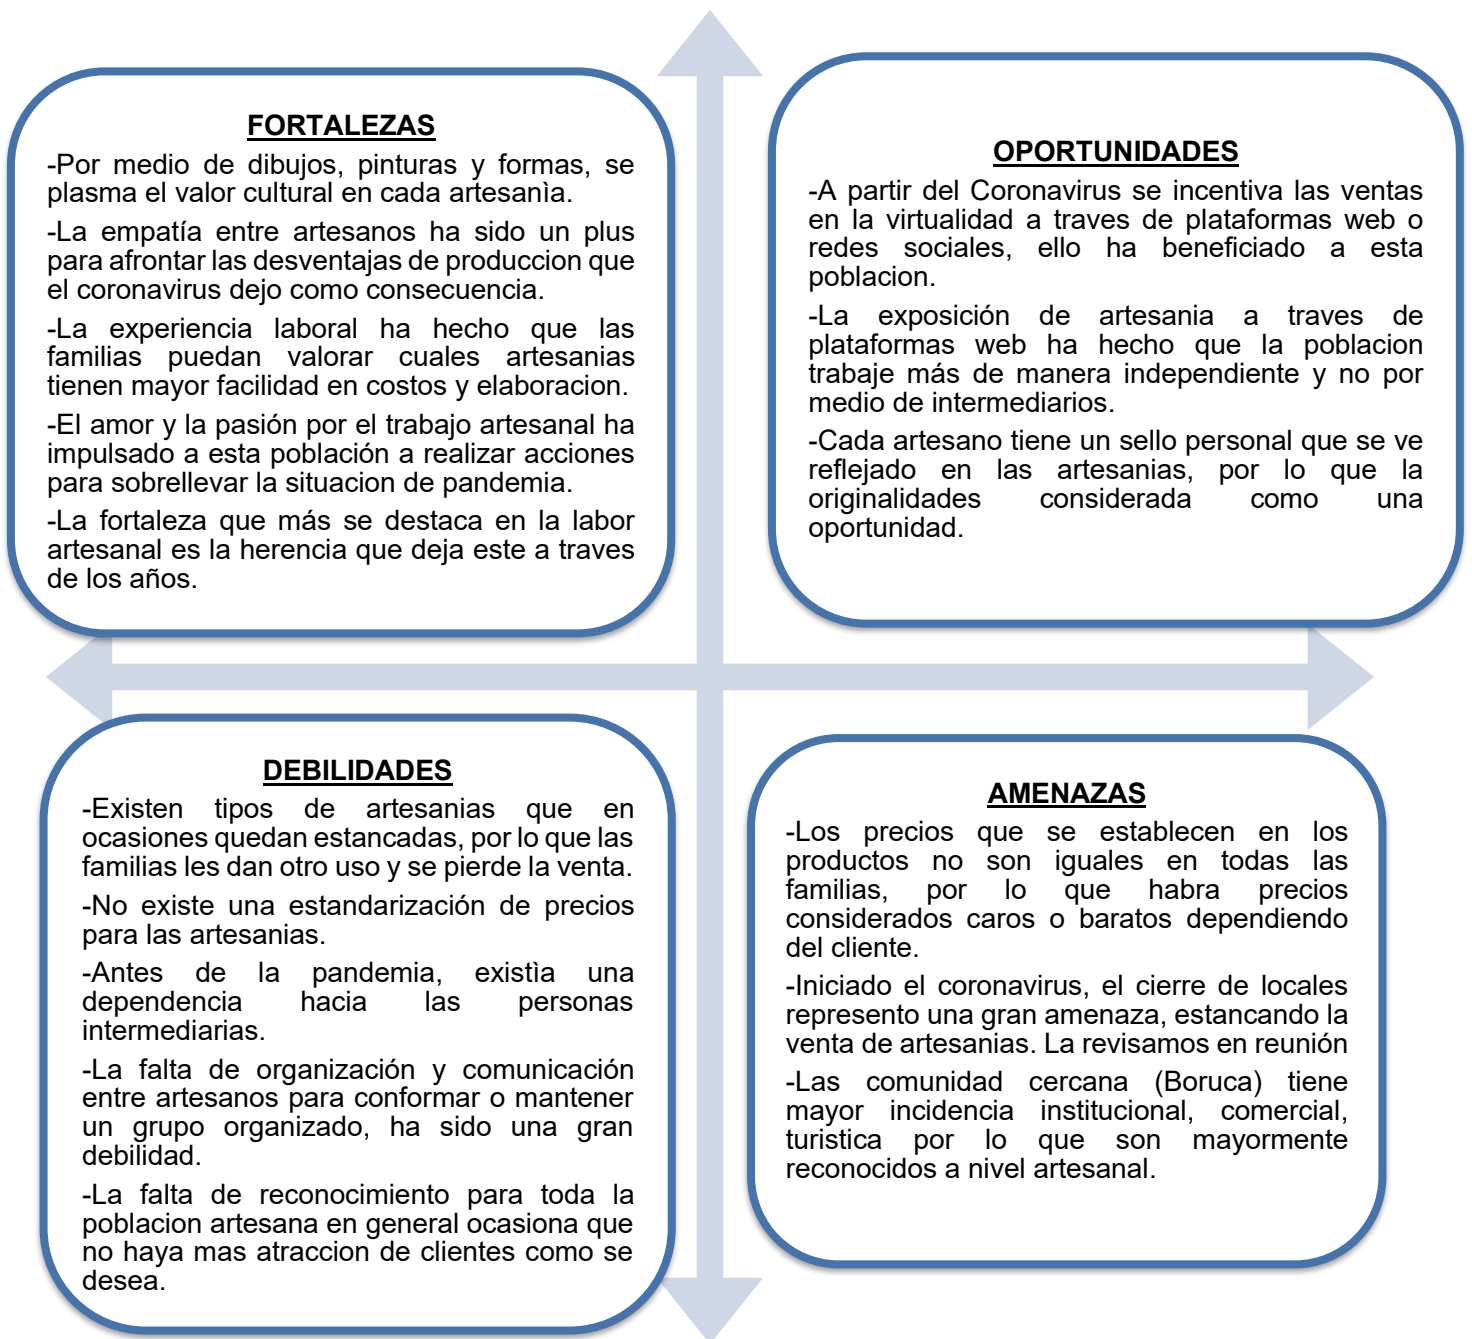 FORTALEZAS
-Por medio de dibujos, pinturas y formas, se
plasma el valor cultural en cada artesanìa.
-La empatía entre artesanos ha sido un plus
para afrontar las desventajas de produccion que
el coronavirus dejo como consecuencia.
-La experiencia laboral ha hecho que las
familias puedan valorar cuales artesanias
tienen mayor facilidad en costos y elaboracion.
-El amor y la pasión por el trabajo artesanal ha
impulsado a esta población a realizar acciones
para sobrellevar la situacion de pandemia.
-La fortaleza que más se destaca en la labor
artesanal es la herencia que deja este a traves
de los años.
OPORTUNIDADES
-A partir del Coronavirus se incentiva las ventas
en la virtualidad a traves de plataformas web o
redes sociales, ello ha beneficiado a esta
poblacion.
-La exposición de artesania a traves de
plataformas web ha hecho que la poblacion
trabaje más de manera independiente y no por
medio de intermediarios.
-Cada artesano tiene un sello personal que se ve
reflejado en las artesanias, por lo que la
originalidades considerada como una
oportunidad.
DEBILIDADES
-Existen tipos de artesanias que en
ocasiones quedan estancadas, por lo que las
familias les dan otro uso y se pierde la venta.
-No existe una estandarización de precios
para las artesanias.
-Antes de la pandemia, existìa una
dependencia hacia las personas
intermediarias.
-La falta de organización y comunicación
entre artesanos para conformar o mantener
un grupo organizado, ha sido una gran
debilidad.
-La falta de reconocimiento para toda la
poblacion artesana en general ocasiona que
no haya mas atraccion de clientes como se
desea.
AMENAZAS
-Los precios que se establecen en los
productos no son iguales en todas las
familias, por lo que habra precios
considerados caros o baratos dependiendo
del cliente.
-Iniciado el coronavirus, el cierre de locales
represento una gran amenaza, estancando la
venta de artesanias. La revisamos en reunión
-Las comunidad cercana (Boruca) tiene
mayor incidencia institucional, comercial,
turistica por lo que son mayormente
reconocidos a nivel artesanal.